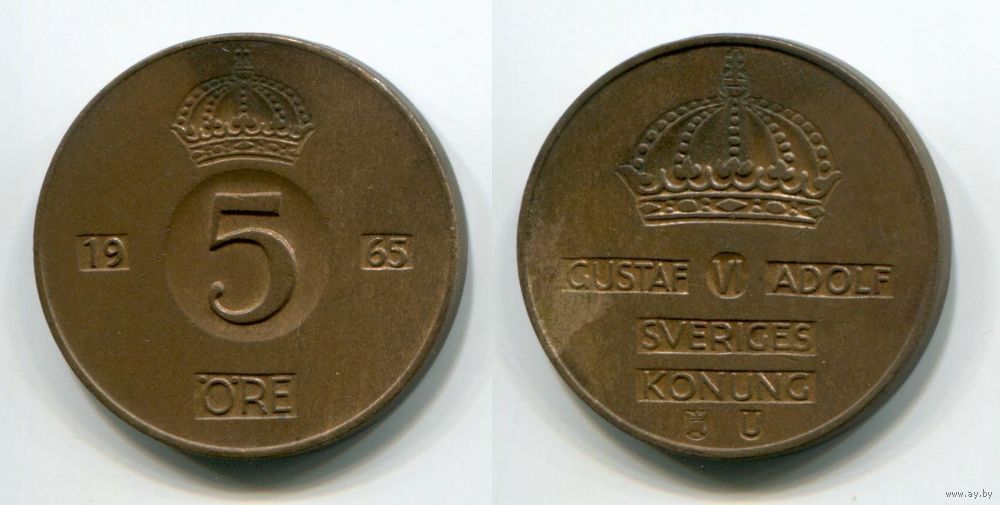 19 5 65
ÖRE
GUSTAF VI ADOLF
SVERIGES
KONUNG
U
www.ay.by